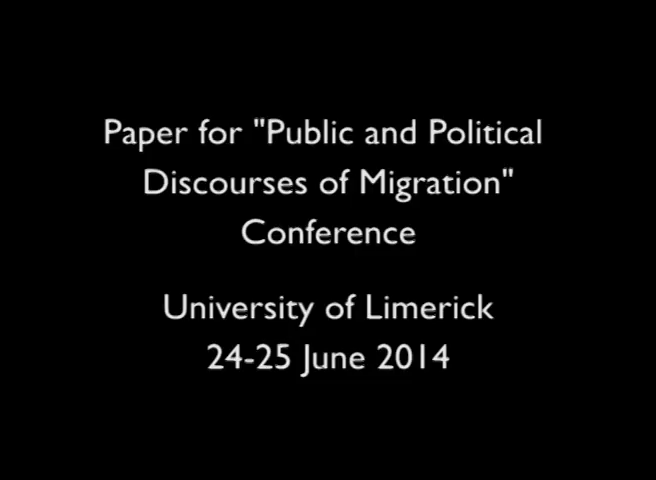 Paper for "Public and Political
Discourses of Migration"
Conference
University of Limerick
24-25 June 2014